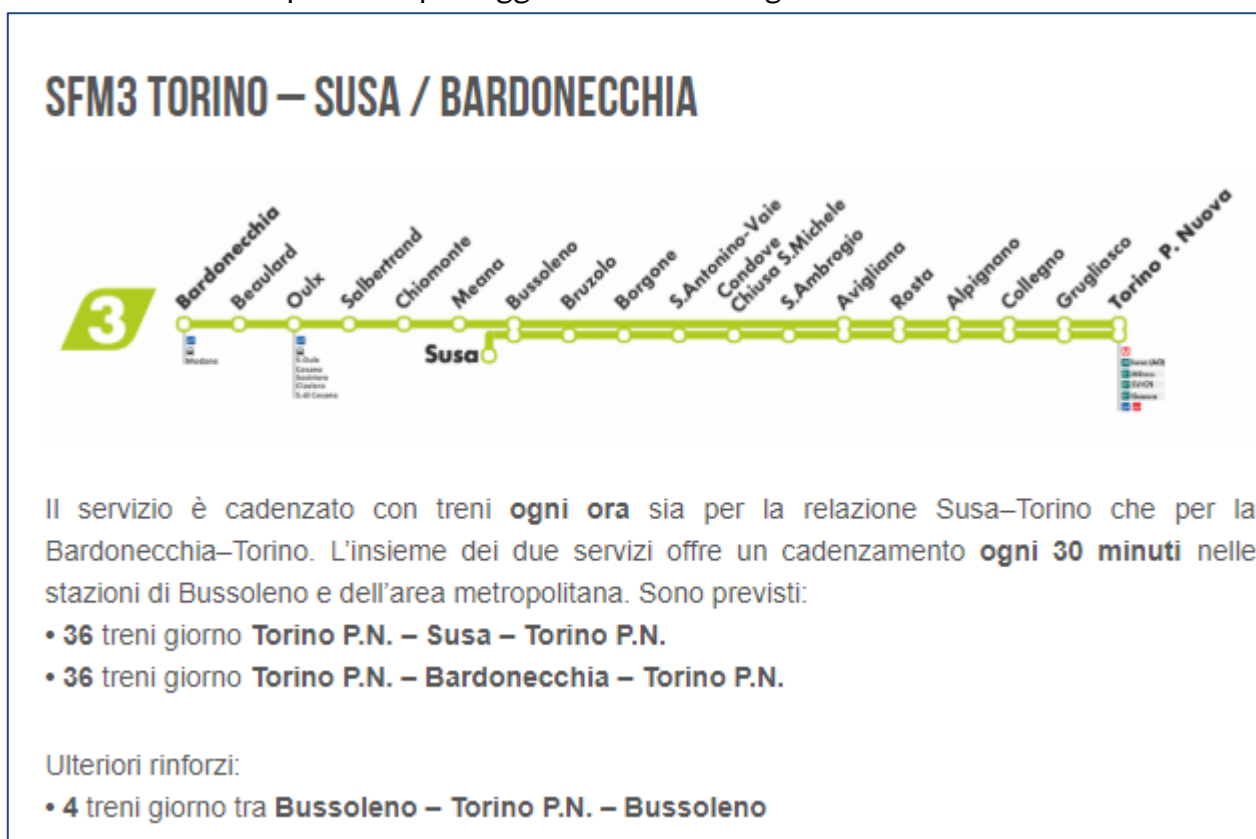 SFM3 TORINO – SUSA / BARDONECCHIA
3
Bardonecchia
Beaulard
Oulx
Salbertrand
Chiomonte
Meana
Bussoleno
Bruzolo
Borgone
S.Antonino-Vaie
Condove
Chiusa S.Michele
S.Ambrogio
Avigliana
Rosta
Alpignano
Collegno
Grugliasco
Torino P. Nuova
Susa
Modane
Il servizio è cadenzato con treni ogni ora sia per la relazione Susa–Torino che per la
Bardonecchia–Torino. L’insieme dei due servizi offre un cadenzamento ogni 30 minuti nelle
stazioni di Bussoleno e dell’area metropolitana. Sono previsti:
• 36 treni giorno Torino P.N. – Susa – Torino P.N.
• 36 treni giorno Torino P.N. – Bardonecchia – Torino P.N.
Ulteriori rinforzi:
• 4 treni giorno tra Bussoleno – Torino P.N. – Bussoleno